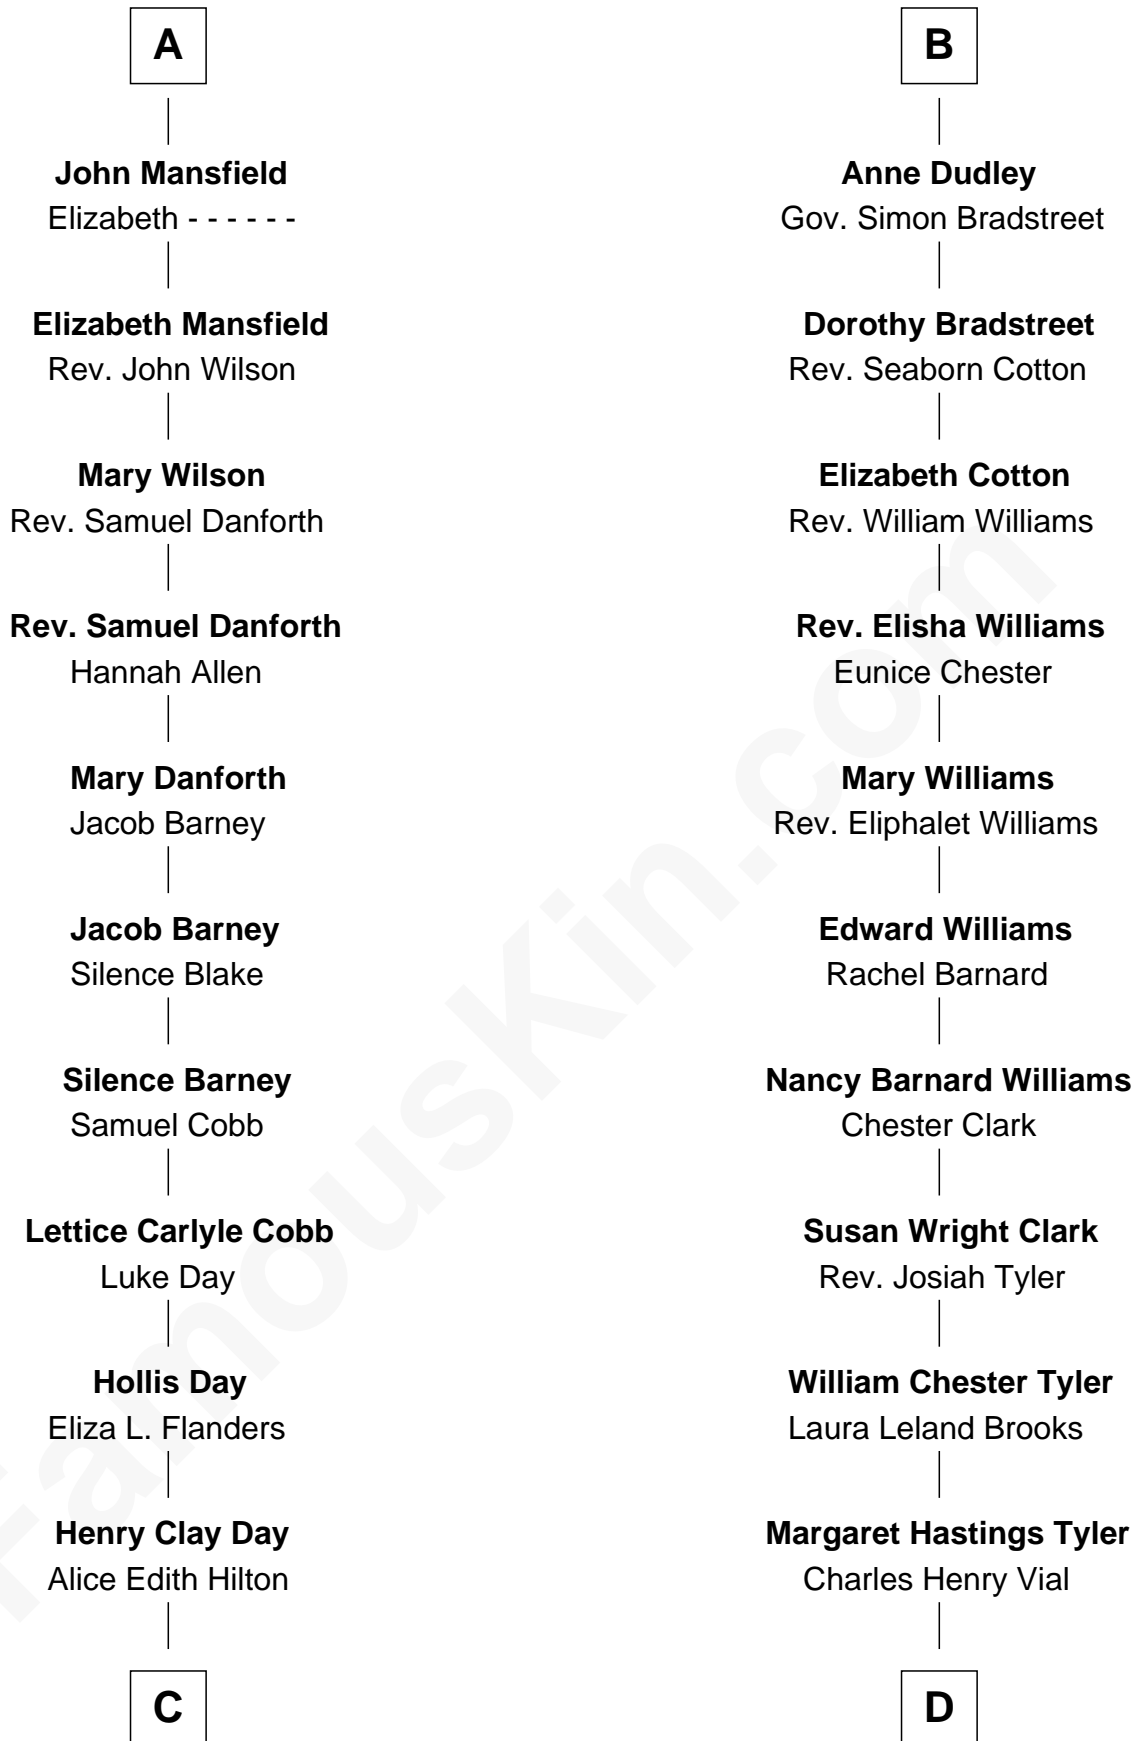 A
John Mansfield
Elizabeth - - - - - -
Elizabeth Mansfield
Rev. John Wilson
Mary Wilson
Rev. Samuel Danforth
Rev. Samuel Danforth
Hannah Allen
Mary Danforth
Jacob Barney
Jacob Barney
Silence Blake
Silence Barney
Samuel Cobb
Lettice Carlyle Cobb
Luke Day
Hollis Day
Eliza L. Flanders
Henry Clay Day
Alice Edith Hilton
C
B
Anne Dudley
Gov. Simon Bradstreet
Dorothy Bradstreet
Rev. Seaborn Cotton
Elizabeth Cotton
Rev. William Williams
Rev. Elisha Williams
Eunice Chester
Mary Williams
Rev. Eliphalet Williams
Edward Williams
Rachel Barnard
Nancy Barnard Williams
Chester Clark
Susan Wright Clark
Rev. Josiah Tyler
William Chester Tyler
Laura Leland Brooks
Margaret Hastings Tyler
Charles Henry Vial
D
FamousKin.com